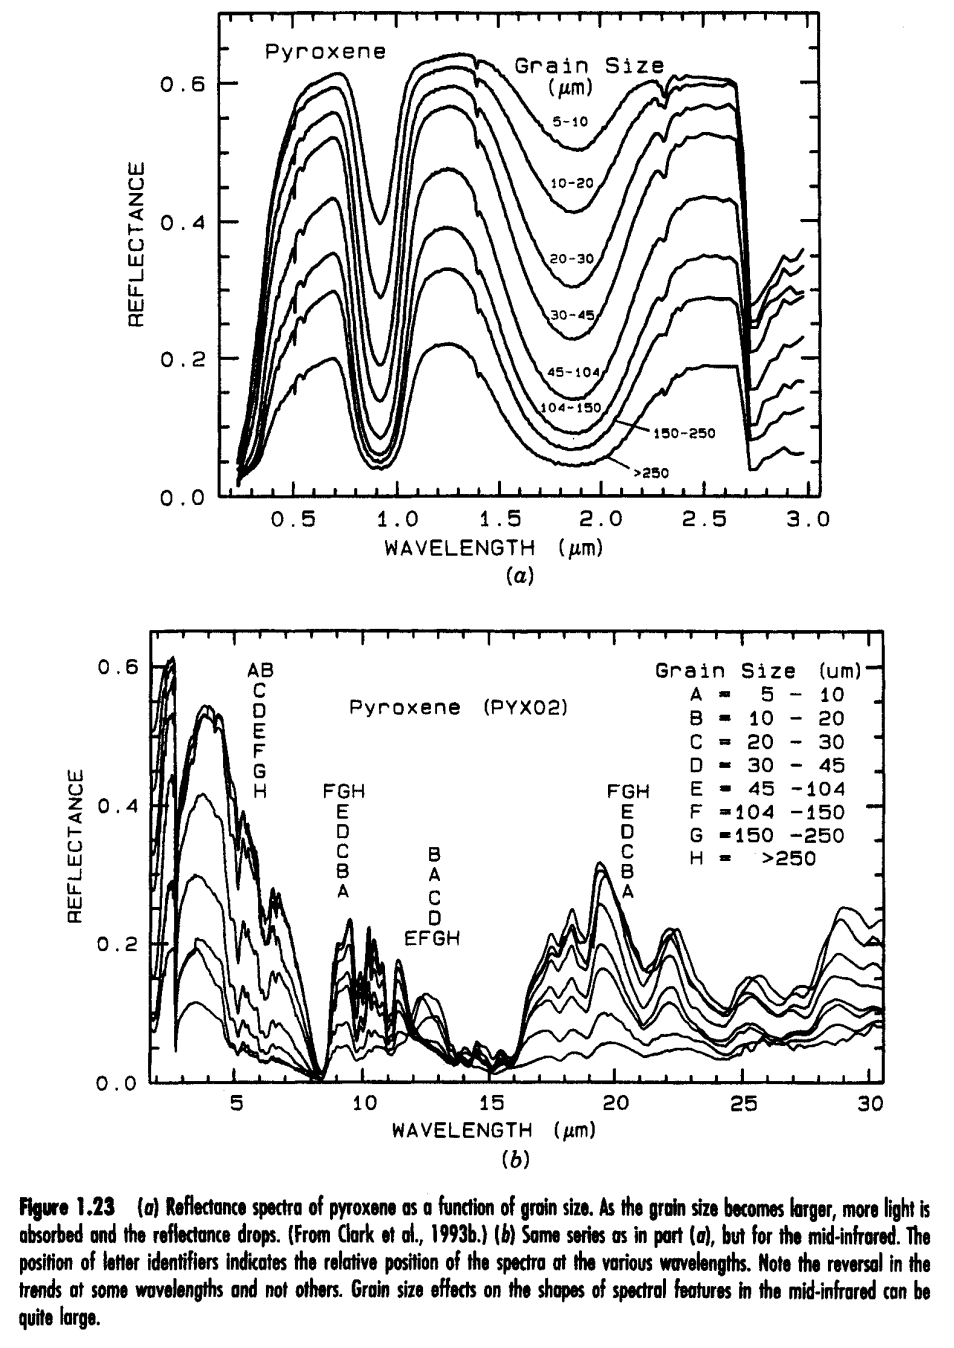 Pyroxene
Grain Size
(μm)
5-10
10-20
20-30
30-45
45-104
104-150
150-250
>250
REFLECTANCE
0.6
0.4
0.2
0.0
0.5 1.0 1.5 2.0 2.5 3.0
WAVELENGTH (μm)
(a)
REFLECTANCE
0.6
0.4
0.2
0.0
AB
C
D
E
F
G
H
Pyroxene (PYX02)
Grain Size (um)
A = 5 - 10
B = 10 - 20
C = 20 - 30
D = 30 - 45
E = 45 -104
F =104 -150
G =150 -250
H = >250
FGH
E
D
C
B
A
B
A
C
D
EFGH
FGH
E
D
C
B
A
5 10 15 20 25 30
WAVELENGTH (μm)
(b)
Figure 1.23 (a) Reflectance spectra of pyroxene as a function of grain size. As the grain size becomes larger, more light is
absorbed and the reflectance drops. (From Clark et al., 1993b.) (b) Same series as in part (a), but for the mid-infrared. The
position of letter identifiers indicates the relative position of the spectra at the various wavelengths. Note the reversal in the
trends at some wavelengths and not others. Grain size effects on the shapes of spectral features in the mid-infrared can be
quite large.